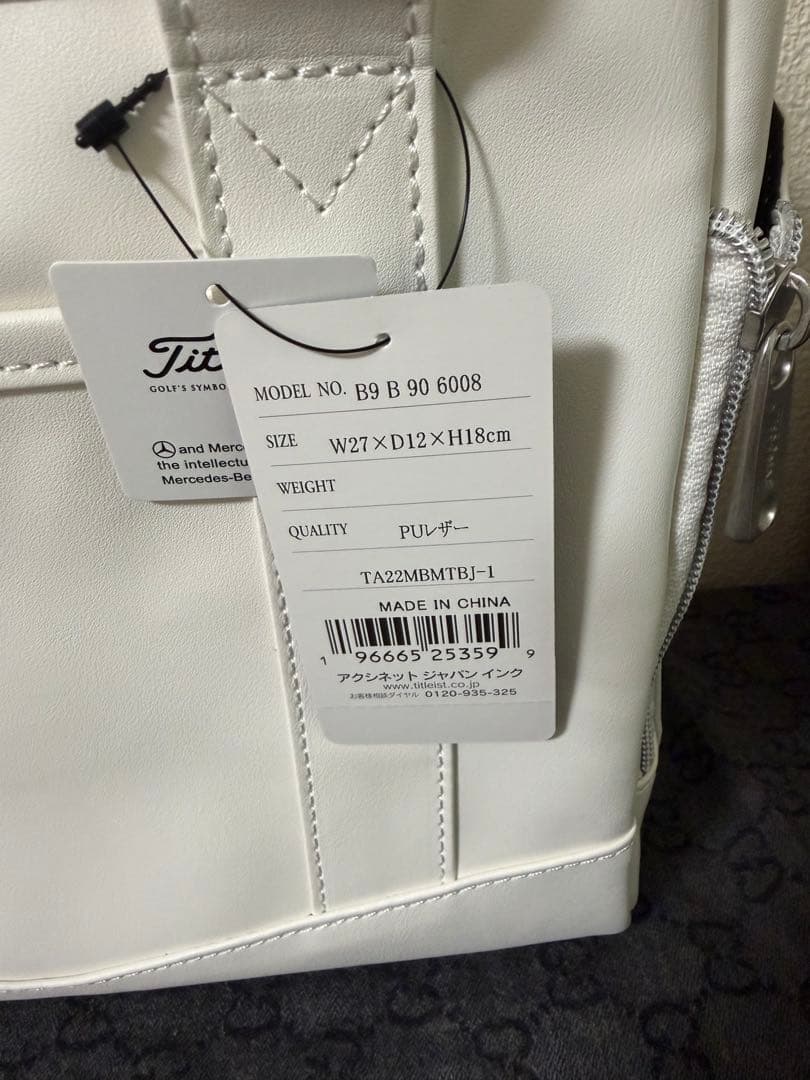 Tit
GOLF'S SYMBO
and Merc
the intellectu
Mercedes-Be
MODEL NO. B9 B 90 6008
SIZE W27×D12×H18cm
WEIGHT
QUALITY PUレザー
TA22MBMTBJ-1
MADE IN CHINA
1 96665 25359 9
アクシネット ジャパン インク
www.titleist.co.jp
お客様相談ダイヤル 0120-935-325